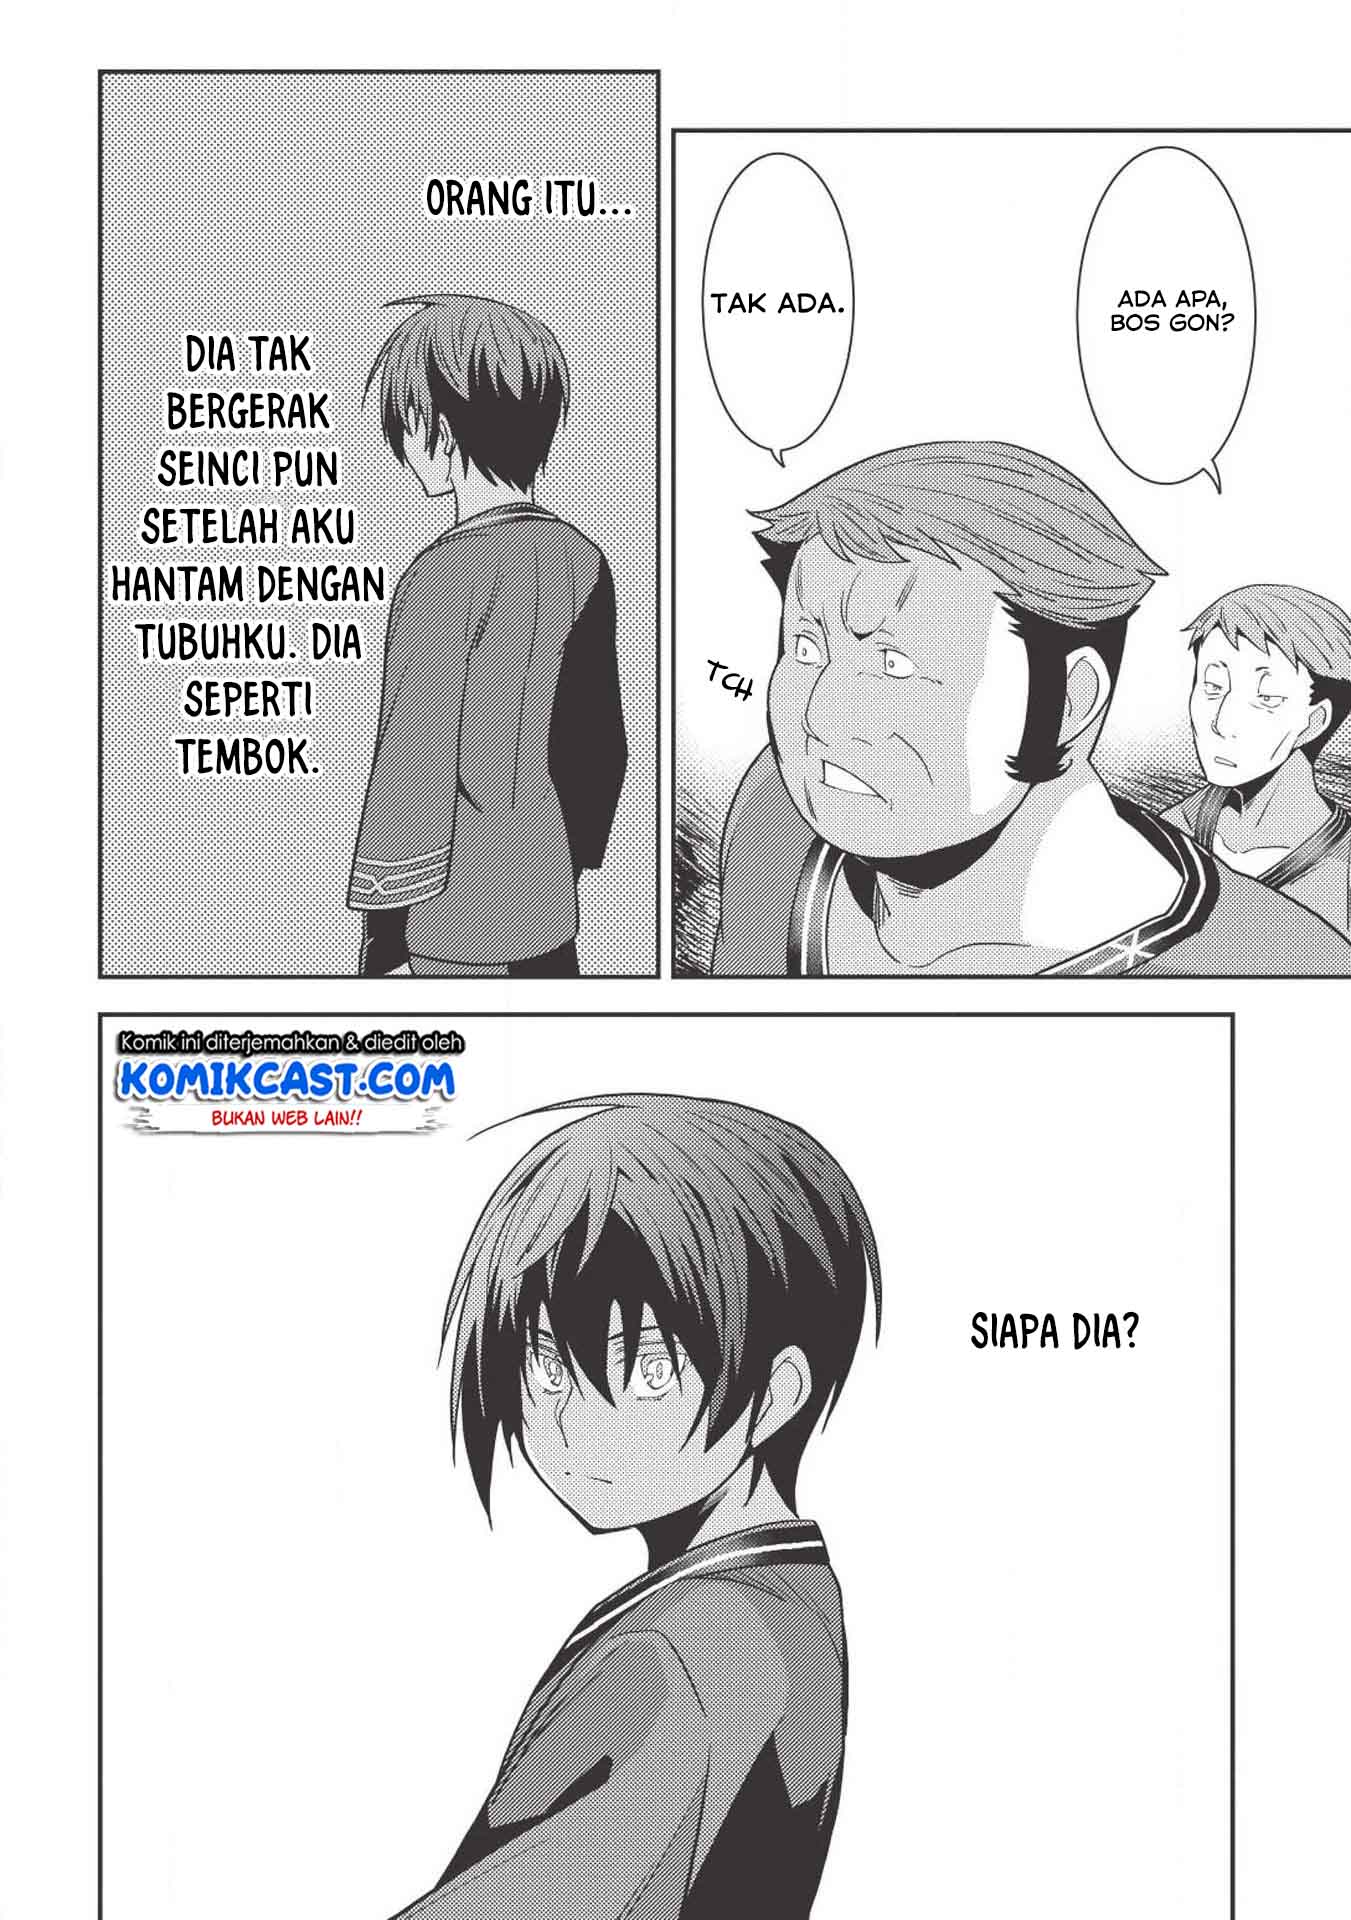 ADA APA,
BOS GON?
TAK ADA.
TCH
ORANG ITU...
DIA TAK
BERGERAK
SEINCI PUN
SETELAH AKU
HANTAM DENGAN
TUBUHKU. DIA
SEPERTI
TEMBOK.
Komik ini diterjemahkan & diedit oleh
KOMIKCAST.COM
BUKAN WEB LAIN!!
SIAPA DIA?